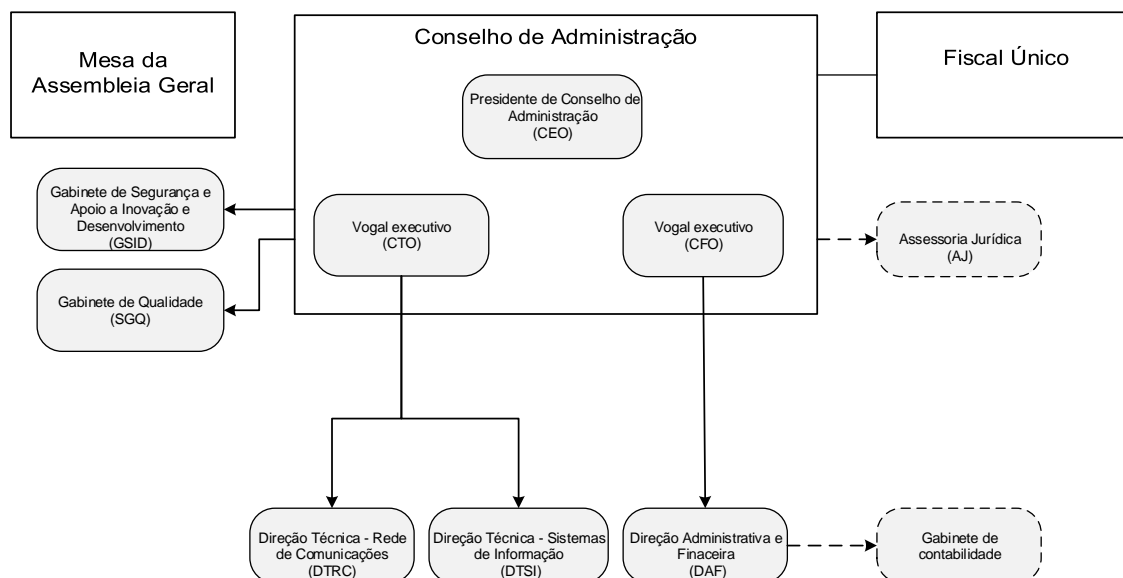 Mesa da
Assembleia Geral
Conselho de Administração
Fiscal Único
Presidente de Conselho de
Administração
(CEO)
Gabinete de Segurança e
Apoio a Inovação e
Desenvolvimento
(GSID)
Vogal executivo
(CTO)
Vogal executivo
(CFO)
Assessoria Jurídica
(AJ)
Gabinete de Qualidade
(SGQ)
Direção Técnica - Rede
de Comunicações
(DTRC)
Direção Técnica - Sistemas
de Informação
(DTSI)
Direção Administrativa e
Finaceira
(DAF)
Gabinete de
contabilidade